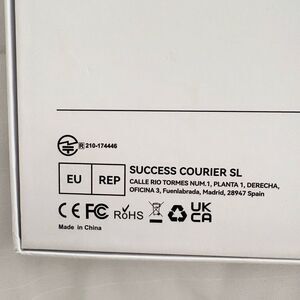 R 210-174446
EU REP
SUCCESS COURIER SL
CALLE RIO TORMES NUM.1, PLANTA 1, DERECHA,
OFICINA 3, Fuenlabrada, Madrid, 28947 Spain
CE FC RoHS UK CA
Made in China